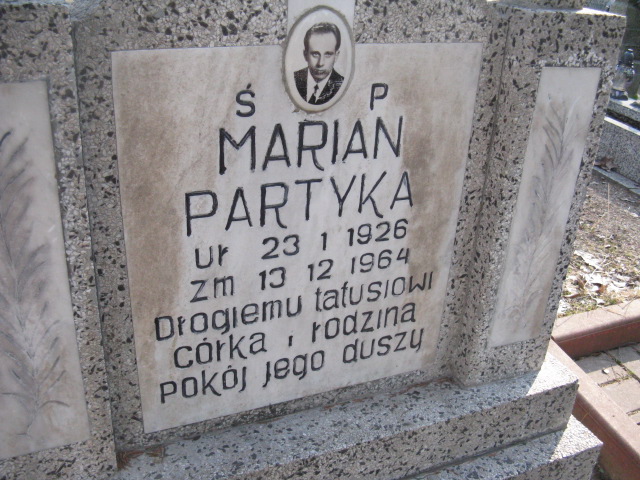 Ś P
MARIAN
PARTYKA
ur 23 1 1926
zm 13 12 1964
Drogiemu tatusiowi
córka i rodzina
pokój jego duszy